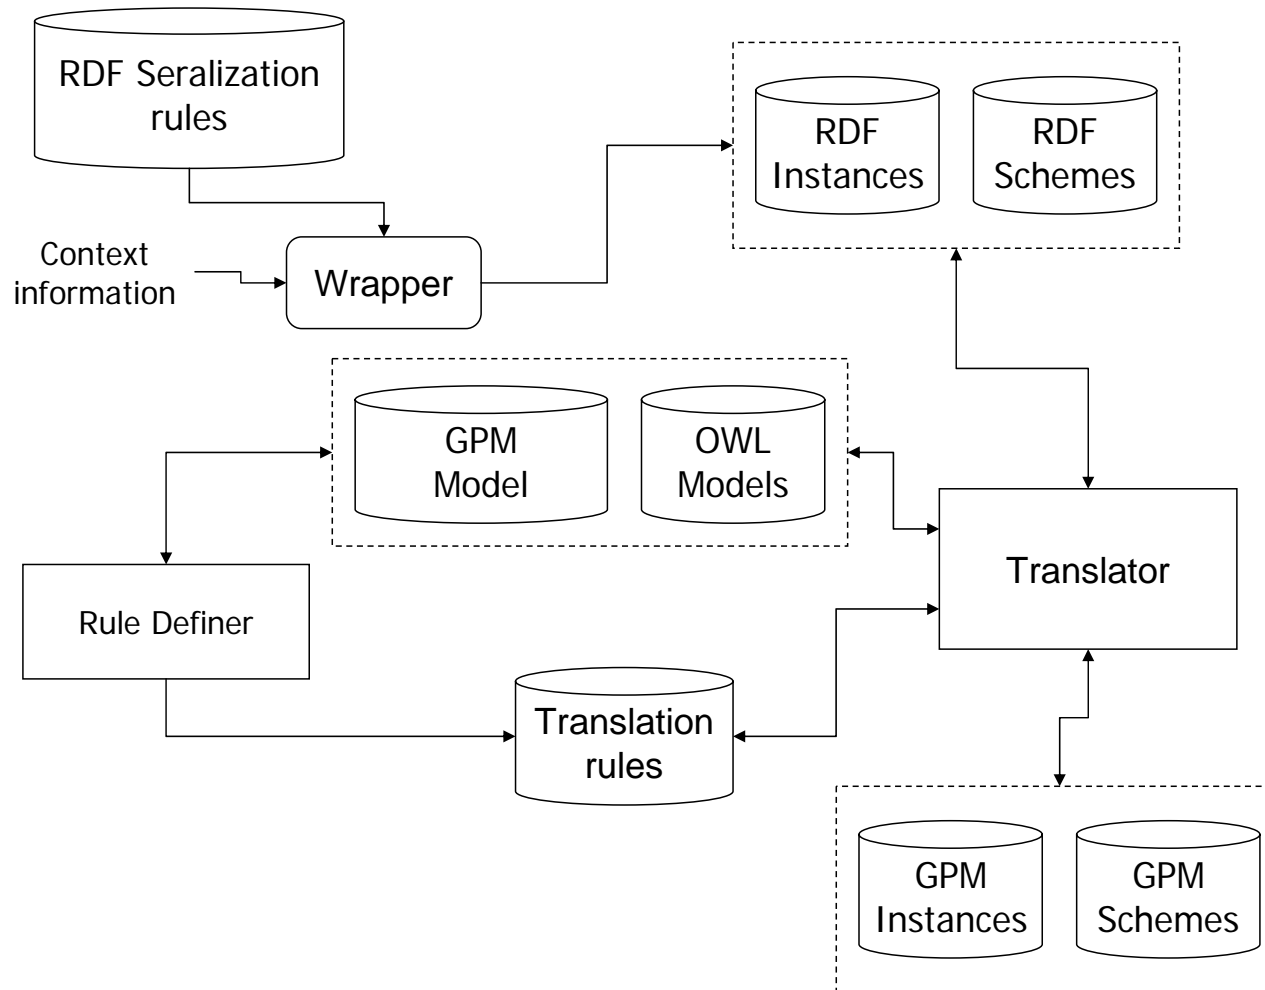 RDF Seralization
rules
RDF
Instances
RDF
Schemes
Context
information
Wrapper
GPM
Model
OWL
Models
Translator
Rule Definer
Translation
rules
GPM
Instances
GPM
Schemes